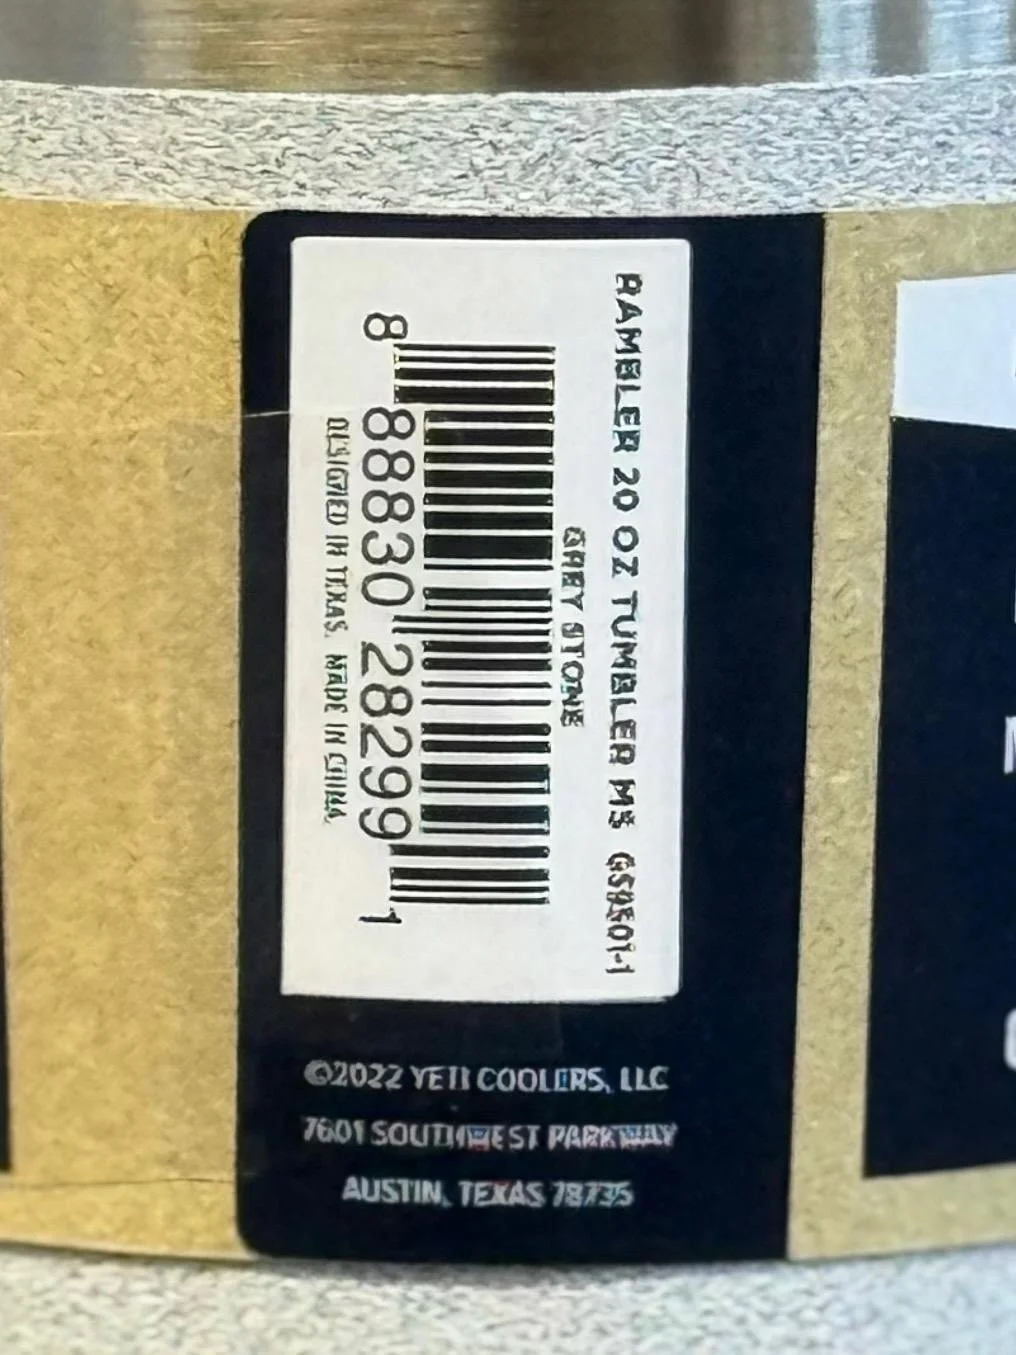 RAMBLER 20 OZ TUMBLER MS GS0501-1
GREY STONE
8 88830 28299 1
DESIGNED IN TEXAS. MADE IN CHINA.
©2022 YETI COOLERS, LLC
7601 SOUTHWEST PARKWAY
AUSTIN, TEXAS 78735